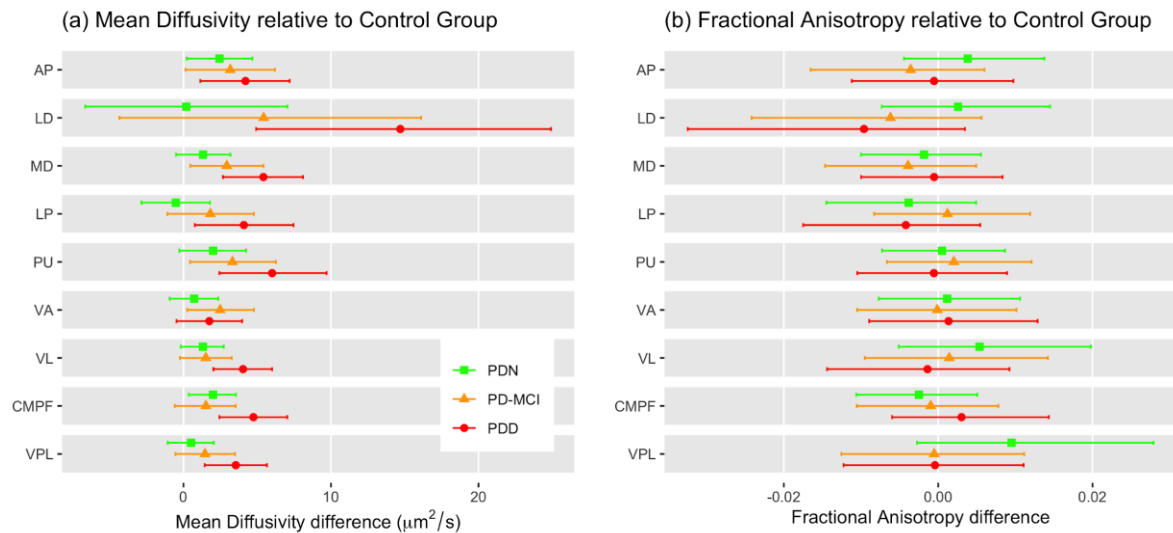 (a) Mean Diffusivity relative to Control Group
AP
LD
MD
LP
PU
VA
VL
CMPF
VPL
PDN
PD-MCI
PDD
0 10 20
Mean Diffusivity difference (μm²/s)
(b) Fractional Anisotropy relative to Control Group
AP
LD
MD
LP
PU
VA
VL
CMPF
VPL
-0.02 0.00 0.02
Fractional Anisotropy difference